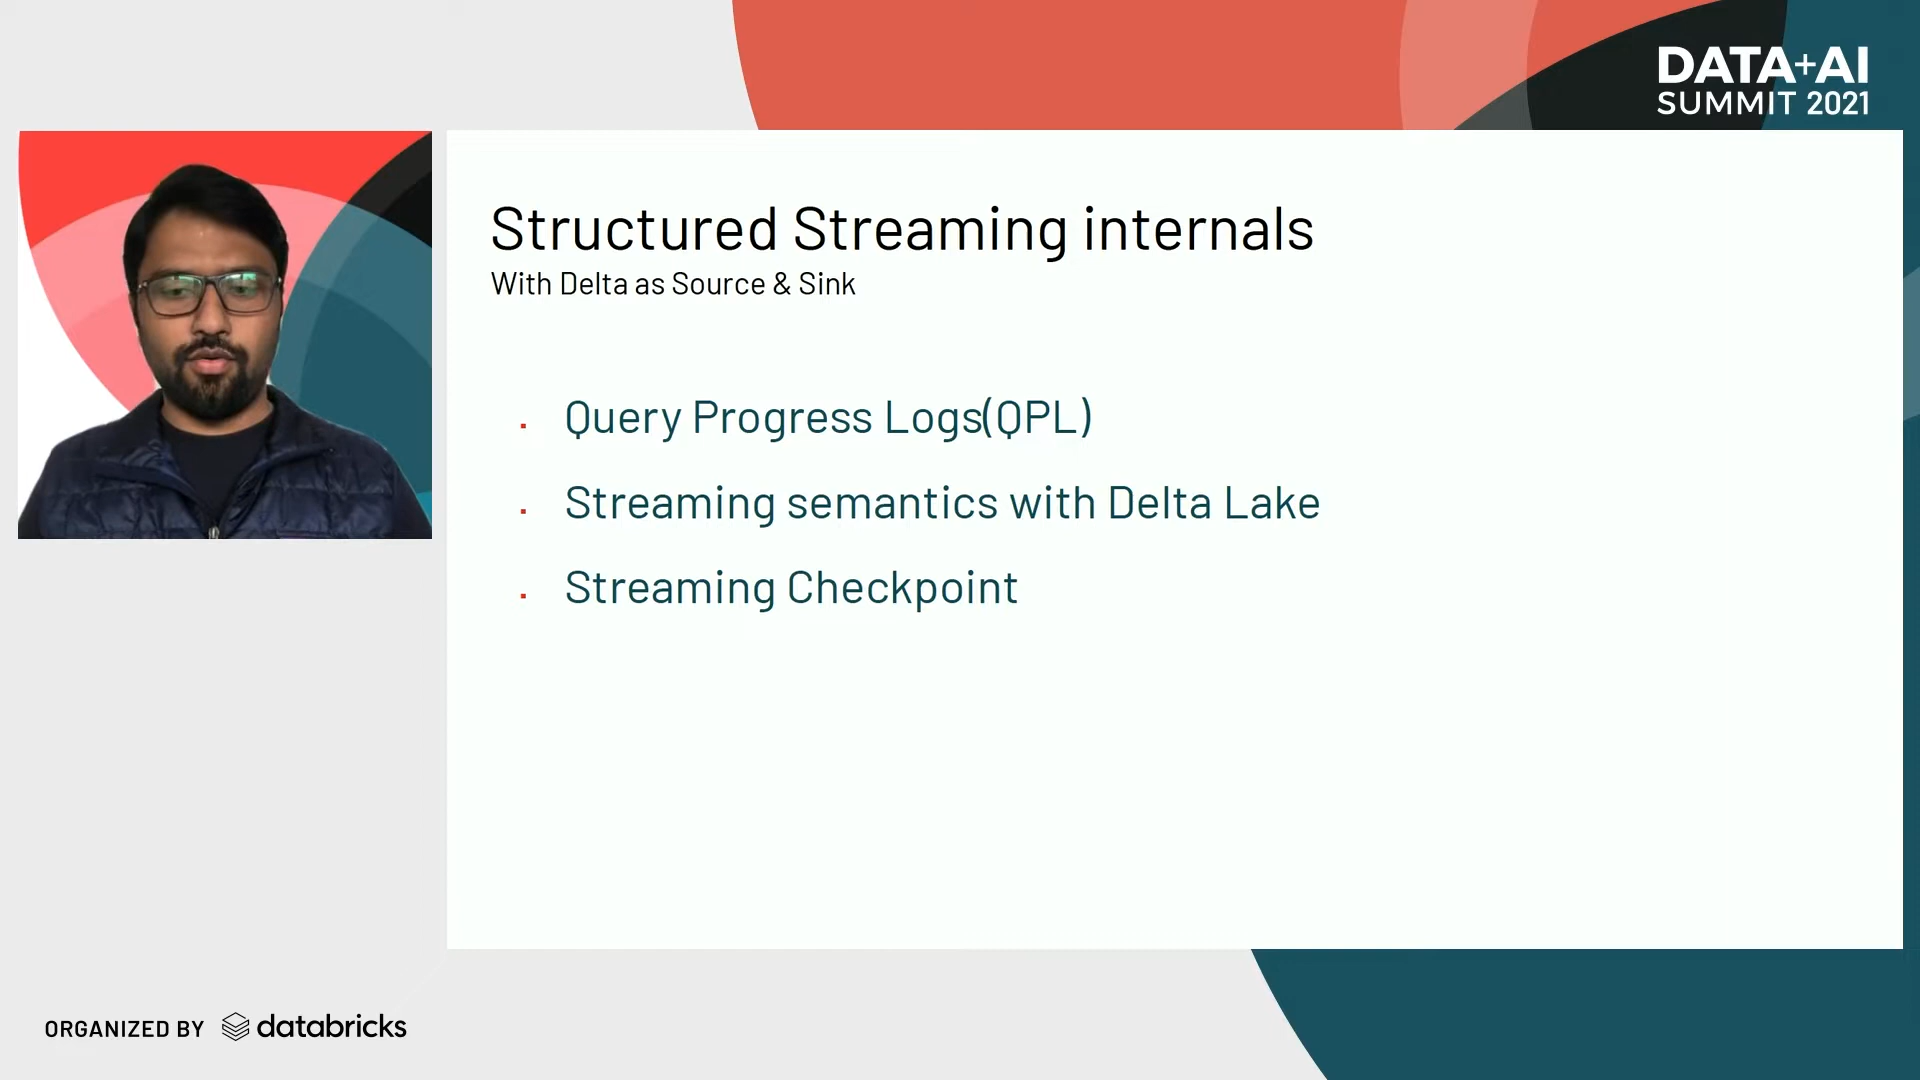 DATA+AI
SUMMIT 2021
Structured Streaming internals
With Delta as Source & Sink
Query Progress Logs(QPL)
Streaming semantics with Delta Lake
Streaming Checkpoint
ORGANIZED BY databricks